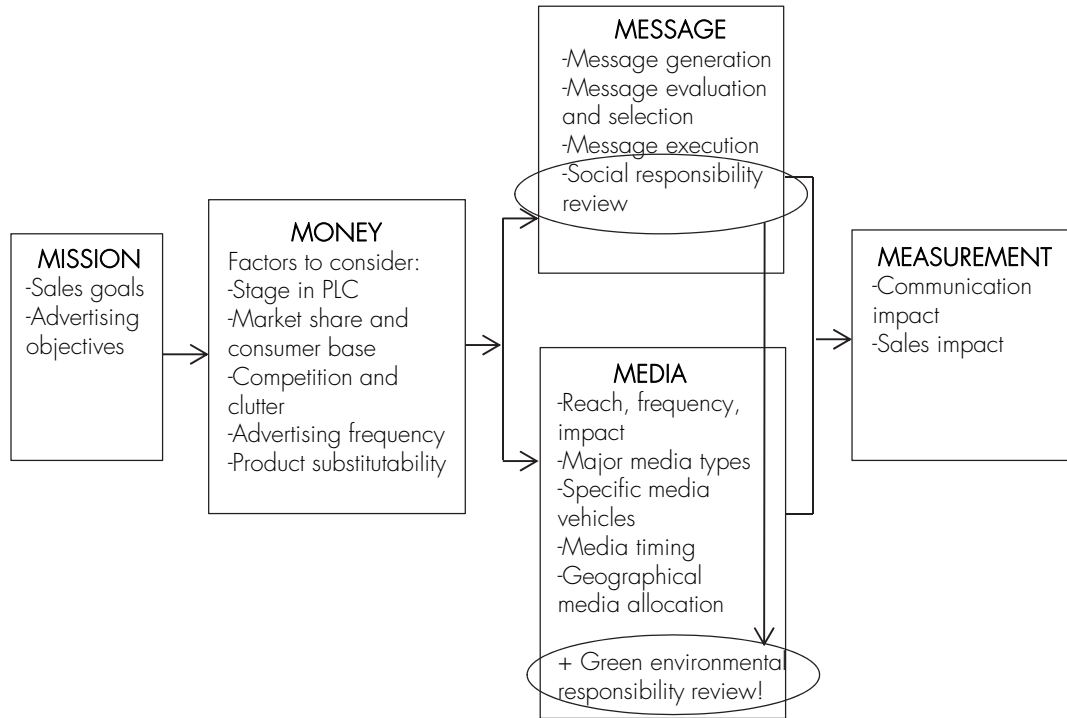 MISSION
-Sales goals
-Advertising
objectives
MONEY
Factors to consider:
-Stage in PLC
-Market share and
consumer base
-Competition and
clutter
-Advertising frequency
-Product substitutability
MESSAGE
-Message generation
-Message evaluation
and selection
-Message execution
-Social responsibility
review
MEDIA
-Reach, frequency,
impact
-Major media types
-Specific media
vehicles
-Media timing
-Geographical
media allocation
+ Green environmental
responsibility review!
MEASUREMENT
-Communication
impact
-Sales impact